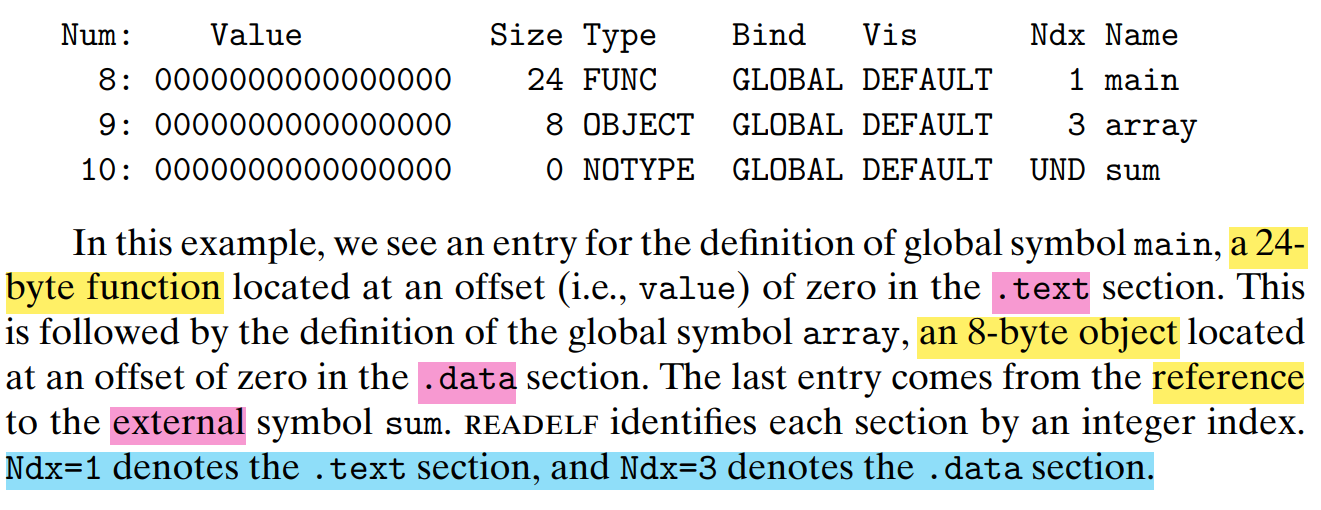 Num: Value Size Type Bind Vis Ndx Name
8: 0000000000000000 24 FUNC GLOBAL DEFAULT 1 main
9: 0000000000000000 8 OBJECT GLOBAL DEFAULT 3 array
10: 0000000000000000 0 NOTYPE GLOBAL DEFAULT UND sum
In this example, we see an entry for the definition of global symbol main, a 24-
byte function located at an offset (i.e., value) of zero in the .text section. This
is followed by the definition of the global symbol array, an 8-byte object located
at an offset of zero in the .data section. The last entry comes from the reference
to the external symbol sum. READELF identifies each section by an integer index.
Ndx=1 denotes the .text section, and Ndx=3 denotes the .data section.